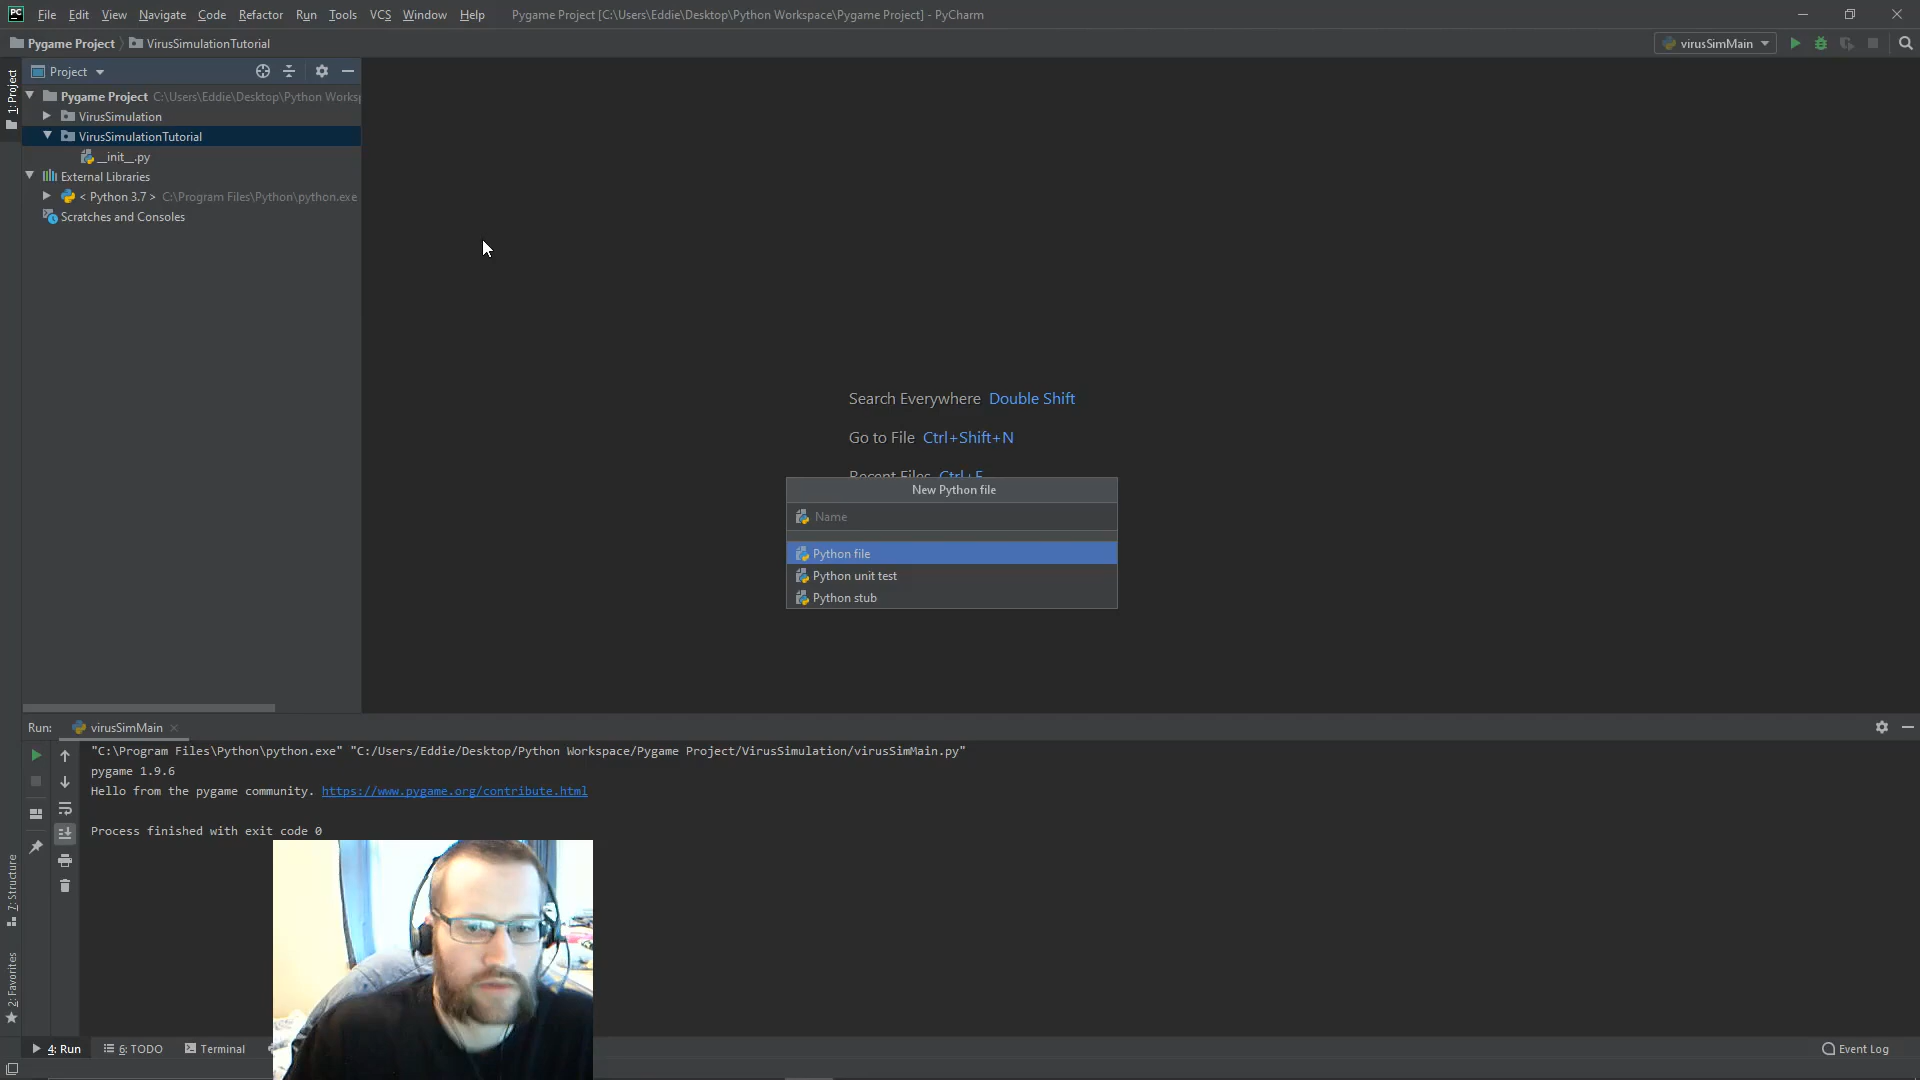 PC File Edit View Navigate Code Refactor Run Tools VCS Window Help Pygame Project [C:\Users\Eddie\Desktop\Python Workspace\Pygame Project] - PyCharm
Pygame Project VirusSimulationTutorial virusSimMain
1: Project
Project
Pygame Project C:\Users\Eddie\Desktop\Python Worksp
VirusSimulation
VirusSimulationTutorial
__init__.py
External Libraries
< Python 3.7 > C:\Program Files\Python\python.exe
Scratches and Consoles
Search Everywhere Double Shift
Go to File Ctrl+Shift+N
Recent Files Ctrl+E
New Python file
Name
Python file
Python unit test
Python stub
Run: virusSimMain
"C:\Program Files\Python\python.exe" "C:/Users/Eddie/Desktop/Python Workspace/Pygame Project/VirusSimulation/virusSimMain.py"
pygame 1.9.6
Hello from the pygame community. https://www.pygame.org/contribute.html
Process finished with exit code 0
7: Structure
2: Favorites
4: Run 6: TODO Terminal Event Log